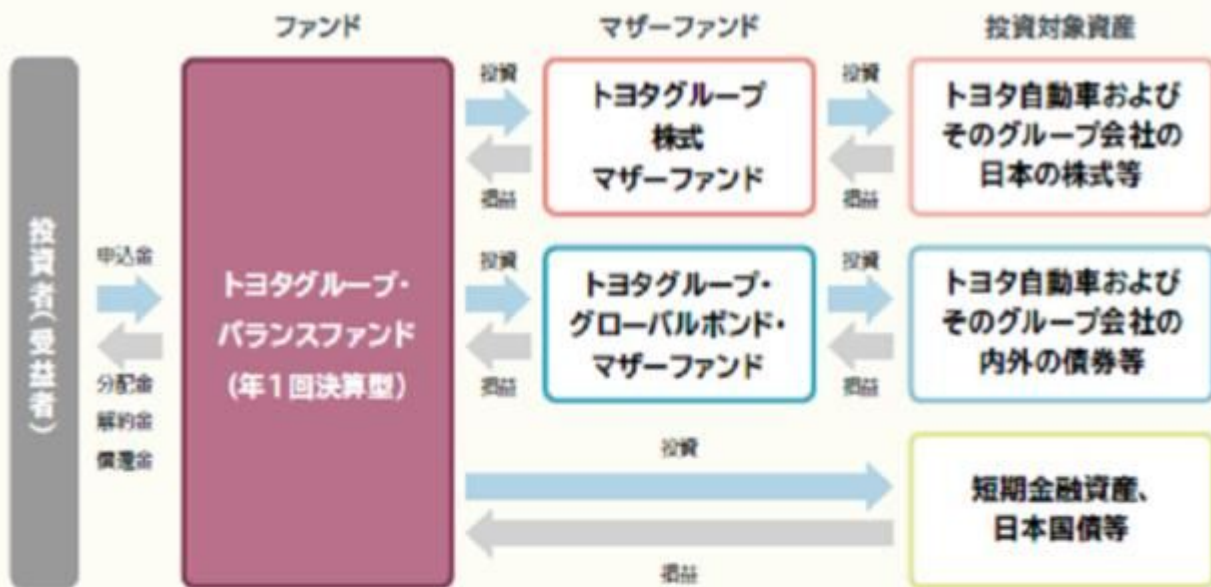 ファンド
マザーファンド
投資対象資産
投資者(受益者)
申込金
分配金
解約金
償還金
トヨタグループ・
バランスファンド
(年1回決算型)
投資
損益
トヨタグループ
株式
マザーファンド
投資
損益
トヨタ自動車および
そのグループ会社の
日本の株式等
投資
損益
トヨタグループ・
グローバルボンド・
マザーファンド
投資
損益
トヨタ自動車および
そのグループ会社の
内外の債券等
投資
損益
短期金融資産、
日本国債等